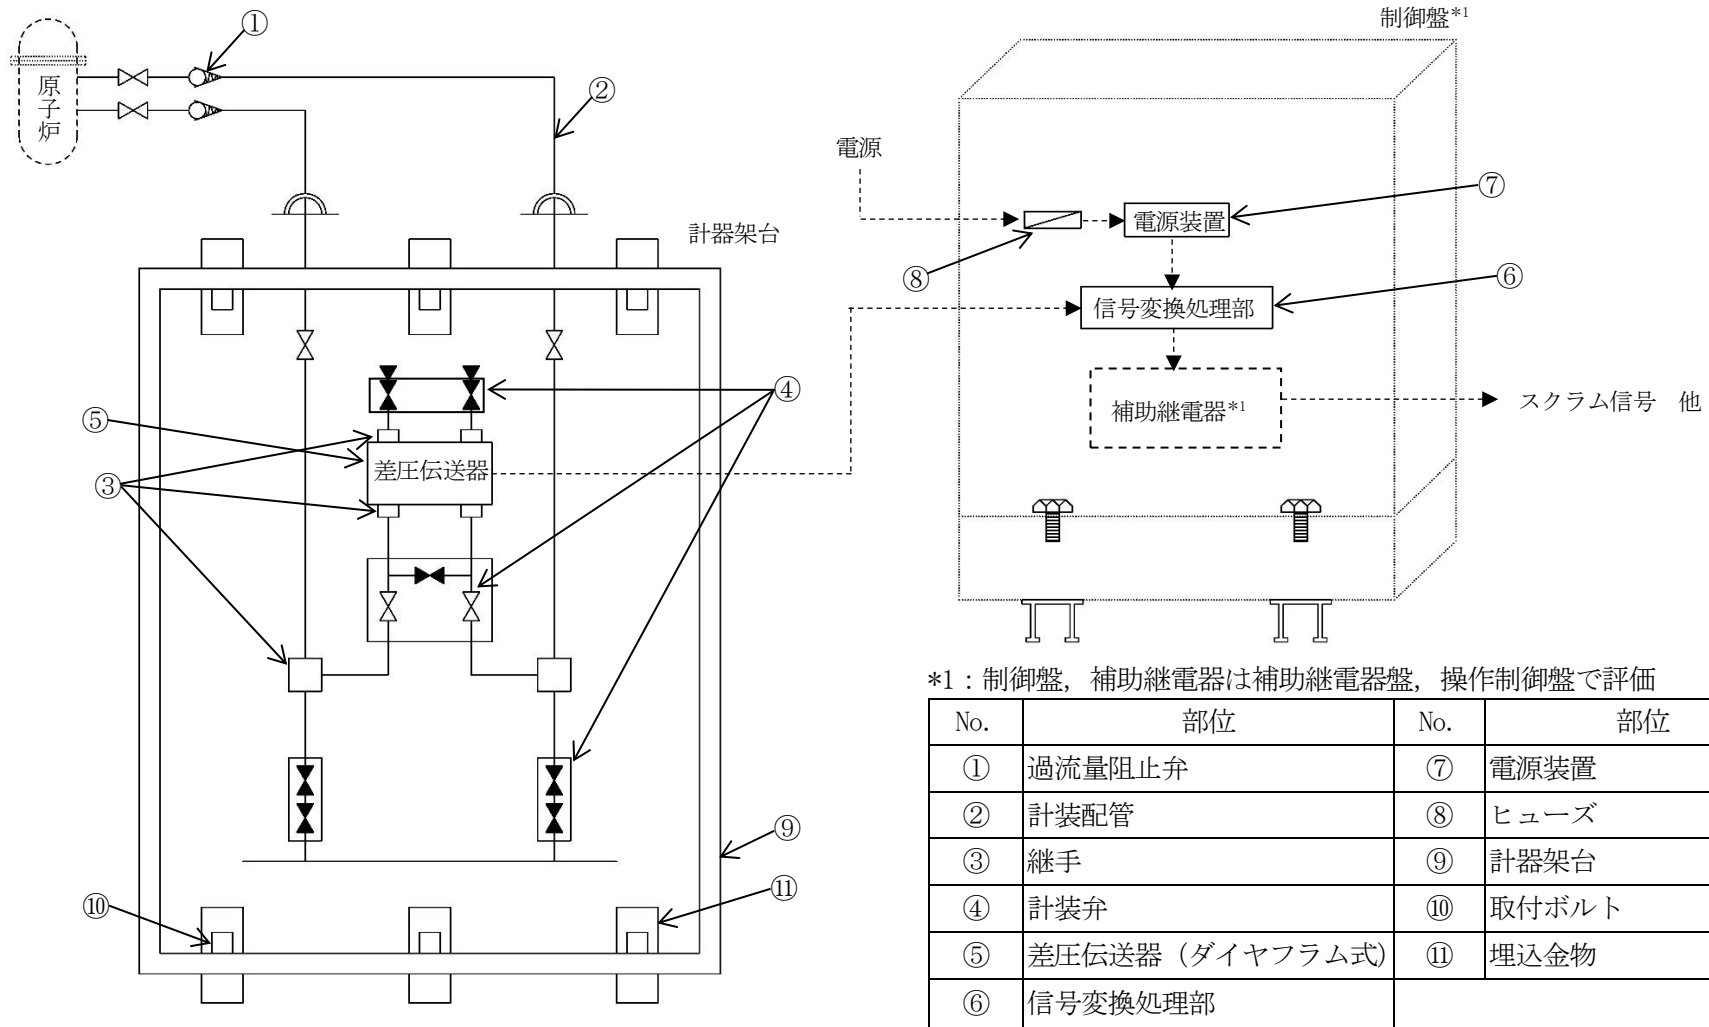 制御盤*1
①
原子炉
②
電源
⑦
電源装置
計器架台
⑧
⑥
信号変換処理部
④
補助継電器*1
スクラム信号 他
⑤
差圧伝送器
③
*1：制御盤，補助継電器は補助継電器盤，操作制御盤で評価
No. 部位 No. 部位
① 過流量阻止弁 ⑦ 電源装置
② 計装配管 ⑧ ヒューズ
③ 継手 ⑨ 計器架台
④ 計装弁 ⑩ 取付ボルト
⑤ 差圧伝送器（ダイヤフラム式） ⑪ 埋込金物
⑥ 信号変換処理部
⑨
⑪
⑩